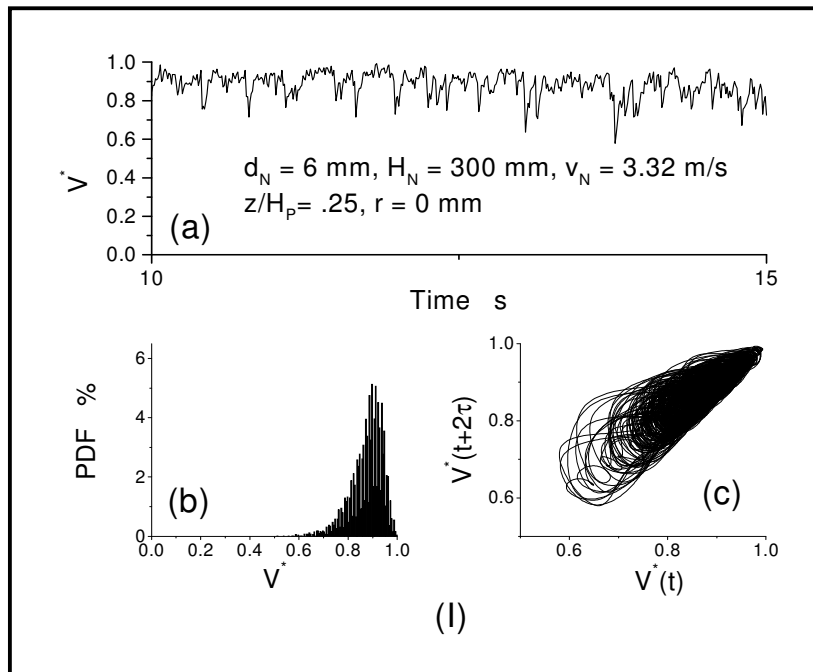 1.0
0.8
0.6
0.4
0.2
0.0
V*
d_N = 6 mm, H_N = 300 mm, v_N = 3.32 m/s
z/H_P= .25, r = 0 mm
(a)
10
15
Time s
6
4
2
0
PDF %
(b)
0.0 0.2 0.4 0.6 0.8 1.0
V*
1.0
0.8
0.6
V*(t+2τ)
(c)
0.6 0.8 1.0
V*(t)
(I)